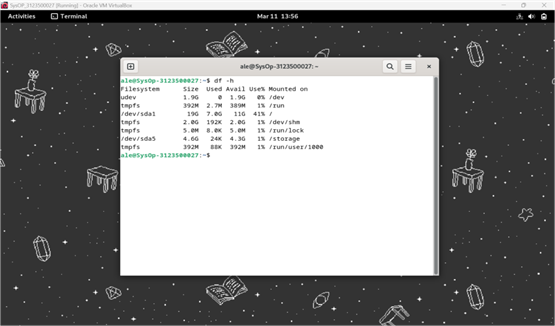 SysOP_3123500027 [Running] - Oracle VM VirtualBox
Activities Terminal Mar 11 13:56
ale@SysOp-3123500027: ~
ale@SysOp-3123500027:~$ df -h
Filesystem Size Used Avail Use% Mounted on
udev 1.9G 0 1.9G 0% /dev
tmpfs 392M 2.7M 389M 1% /run
/dev/sda1 19G 7.0G 11G 41% /
tmpfs 2.0G 192K 2.0G 1% /dev/shm
tmpfs 5.0M 8.0K 5.0M 1% /run/lock
/dev/sda5 4.6G 24K 4.3G 1% /storage
tmpfs 392M 88K 392M 1% /run/user/1000
ale@SysOp-3123500027:~$